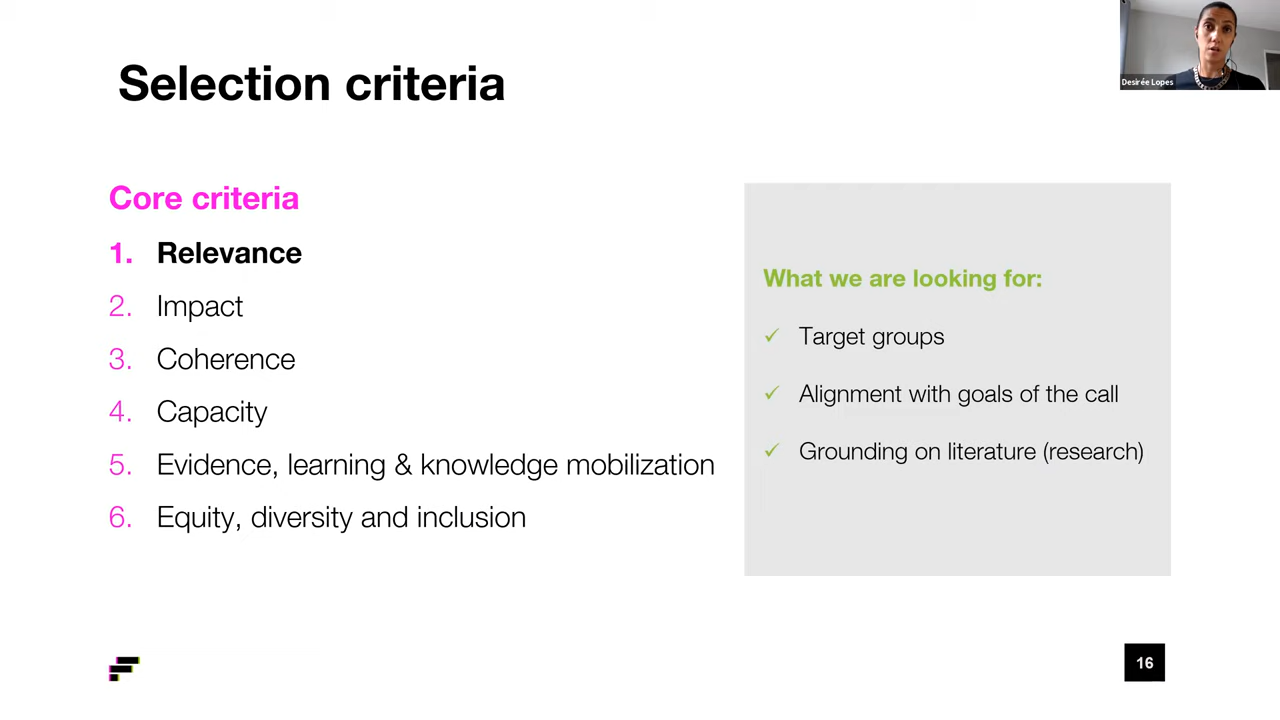 Selection criteria
Desirée Lopes
Core criteria
1. Relevance
2. Impact
3. Coherence
4. Capacity
5. Evidence, learning & knowledge mobilization
6. Equity, diversity and inclusion
What we are looking for:
✓ Target groups
✓ Alignment with goals of the call
✓ Grounding on literature (research)
16